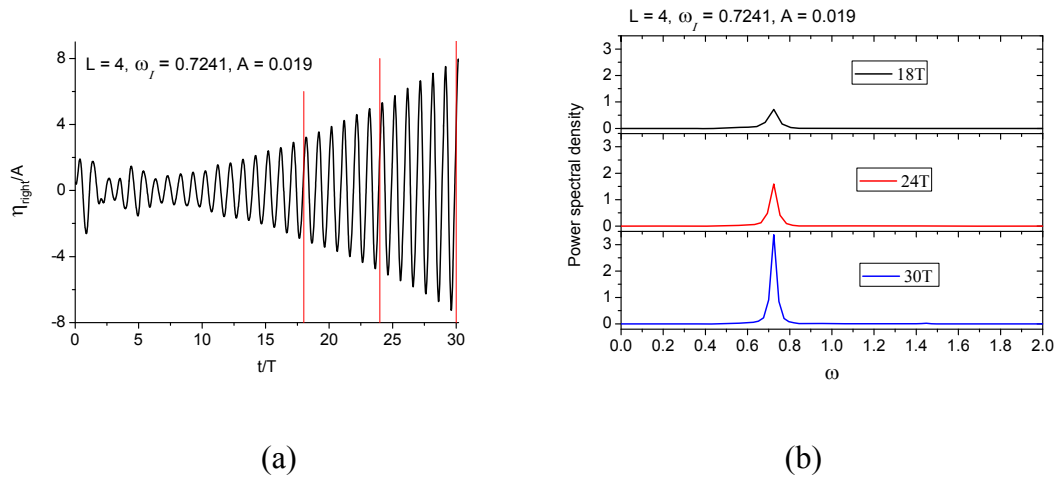 L = 4, ω_I = 0.7241, A = 0.019
η_right/A
8
4
0
-4
-8
0 5 10 15 20 25 30
t/T
(a)
L = 4, ω_I = 0.7241, A = 0.019
Power spectral density
3
2
1
0
18T
3
2
1
0
24T
3
2
1
0
30T
0.0 0.2 0.4 0.6 0.8 1.0 1.2 1.4 1.6 1.8 2.0
ω
(b)